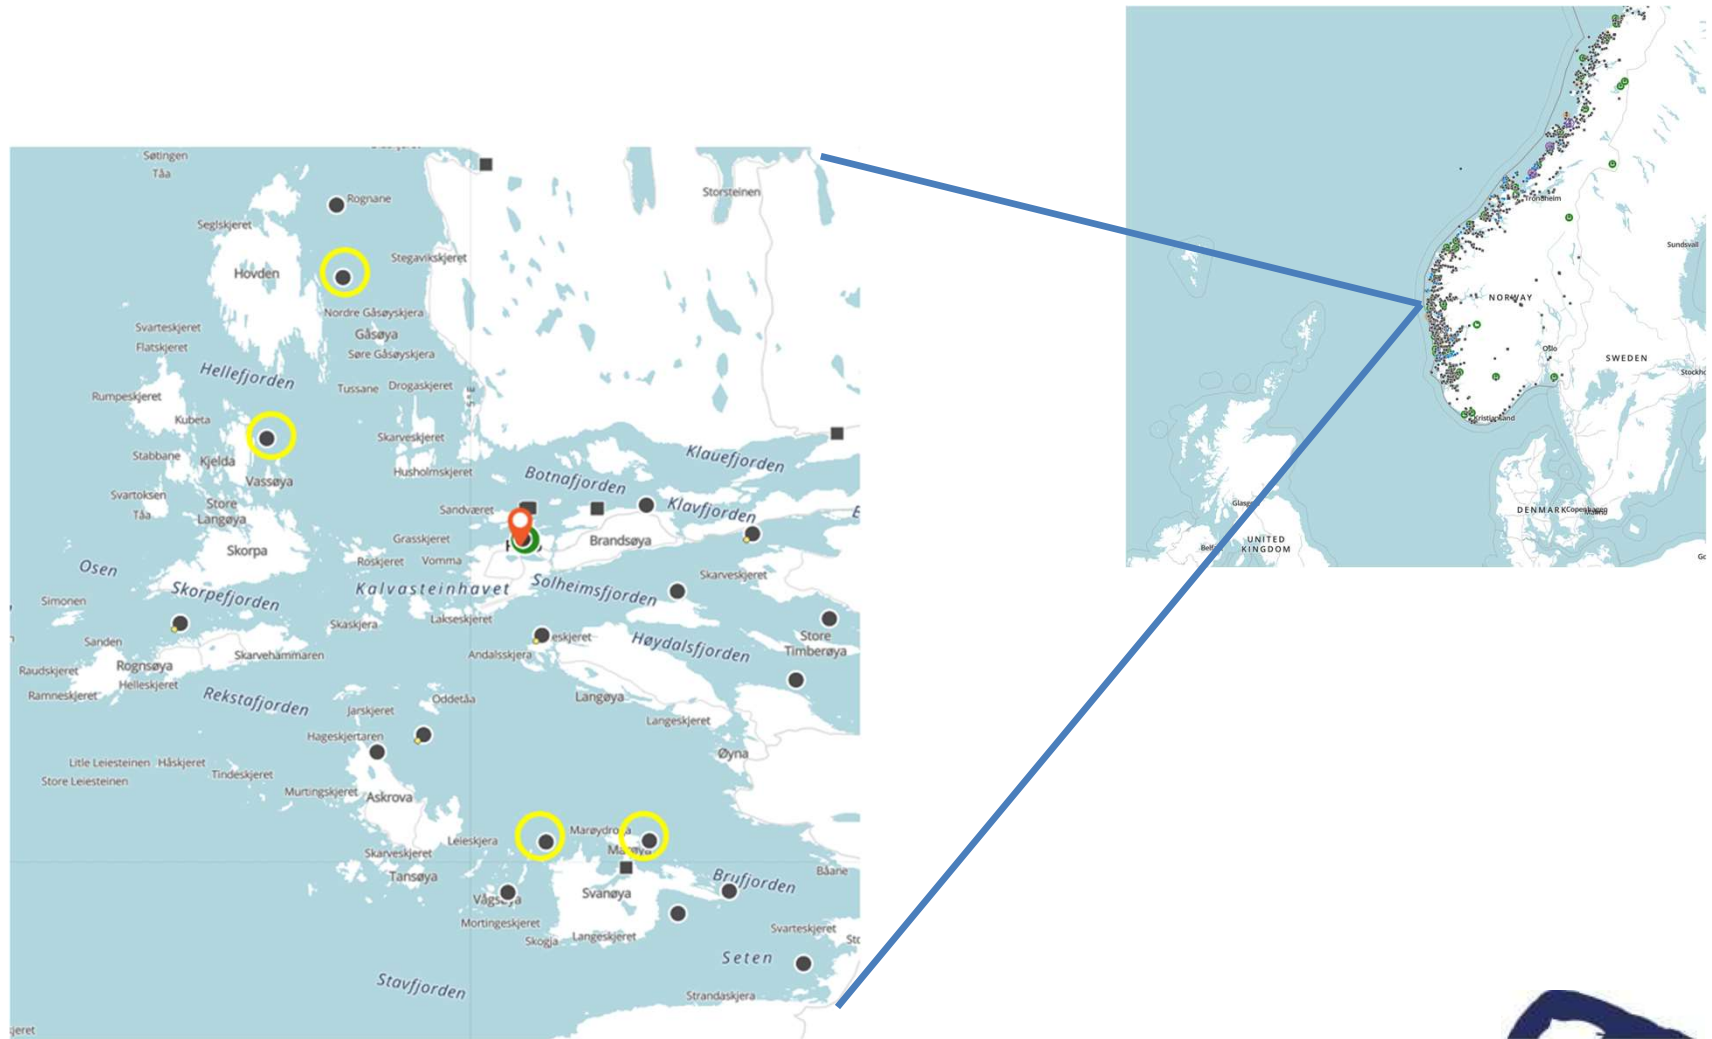 Søtingen
Tåa
Rognane
Storsteinen
Seglskjeret
Stegavikskjeret
Hovden
Nordre Gåsøyskjera
Svarteskjeret
Gåsøya
Flatskjeret
Søre Gåsøyskjera
Hellefjorden
Tussane
Drogaskjeret
Rumpeskjeret
Kubeta
Skarveskjeret
Stabbane
Kjelda
Klauefjorden
Husholmskjeret
Vassøya
Botnafjorden
Svartoksen
Store
Langøya
Sandværet
Klavfjorden
Tåa
Grasskjeret
Brandsøya
Skorpa
Roskjeret
Vomma
Osen
Skarveskjeret
Skorpefjorden
Kalvasteinhavet
Solheimsfjorden
Simonen
Skaskjera
Lakseskjeret
Sanden
eskjeret
Høydalsfjorden
Store
Timberøya
Skarvehammaren
Andalsskjera
Raudskjeret
Rognsøya
Helleskjeret
Ramneskjeret
Rekstafjorden
Oddetåa
Langøya
Jarskjeret
Langeskjeret
Hageskjertaren
Øyna
Litle Leiesteinen
Håskjeret
Tindeskjeret
Store Leiesteinen
Murtingskjeret
Askrova
Leieskjera
Skarveskjeret
Tansøya
Båane
Brufjorden
Svanøya
Mortingeskjeret
Svarteskjeret
Skogja
Langeskjeret
Seten
Stavfjorden
Strandaskjera
jeret
Trondheim
Sundsvall
NORWAY
Oslo
SWEDEN
Kristiansand
DENMARK
Copenhagen
UNITED
KINGDOM